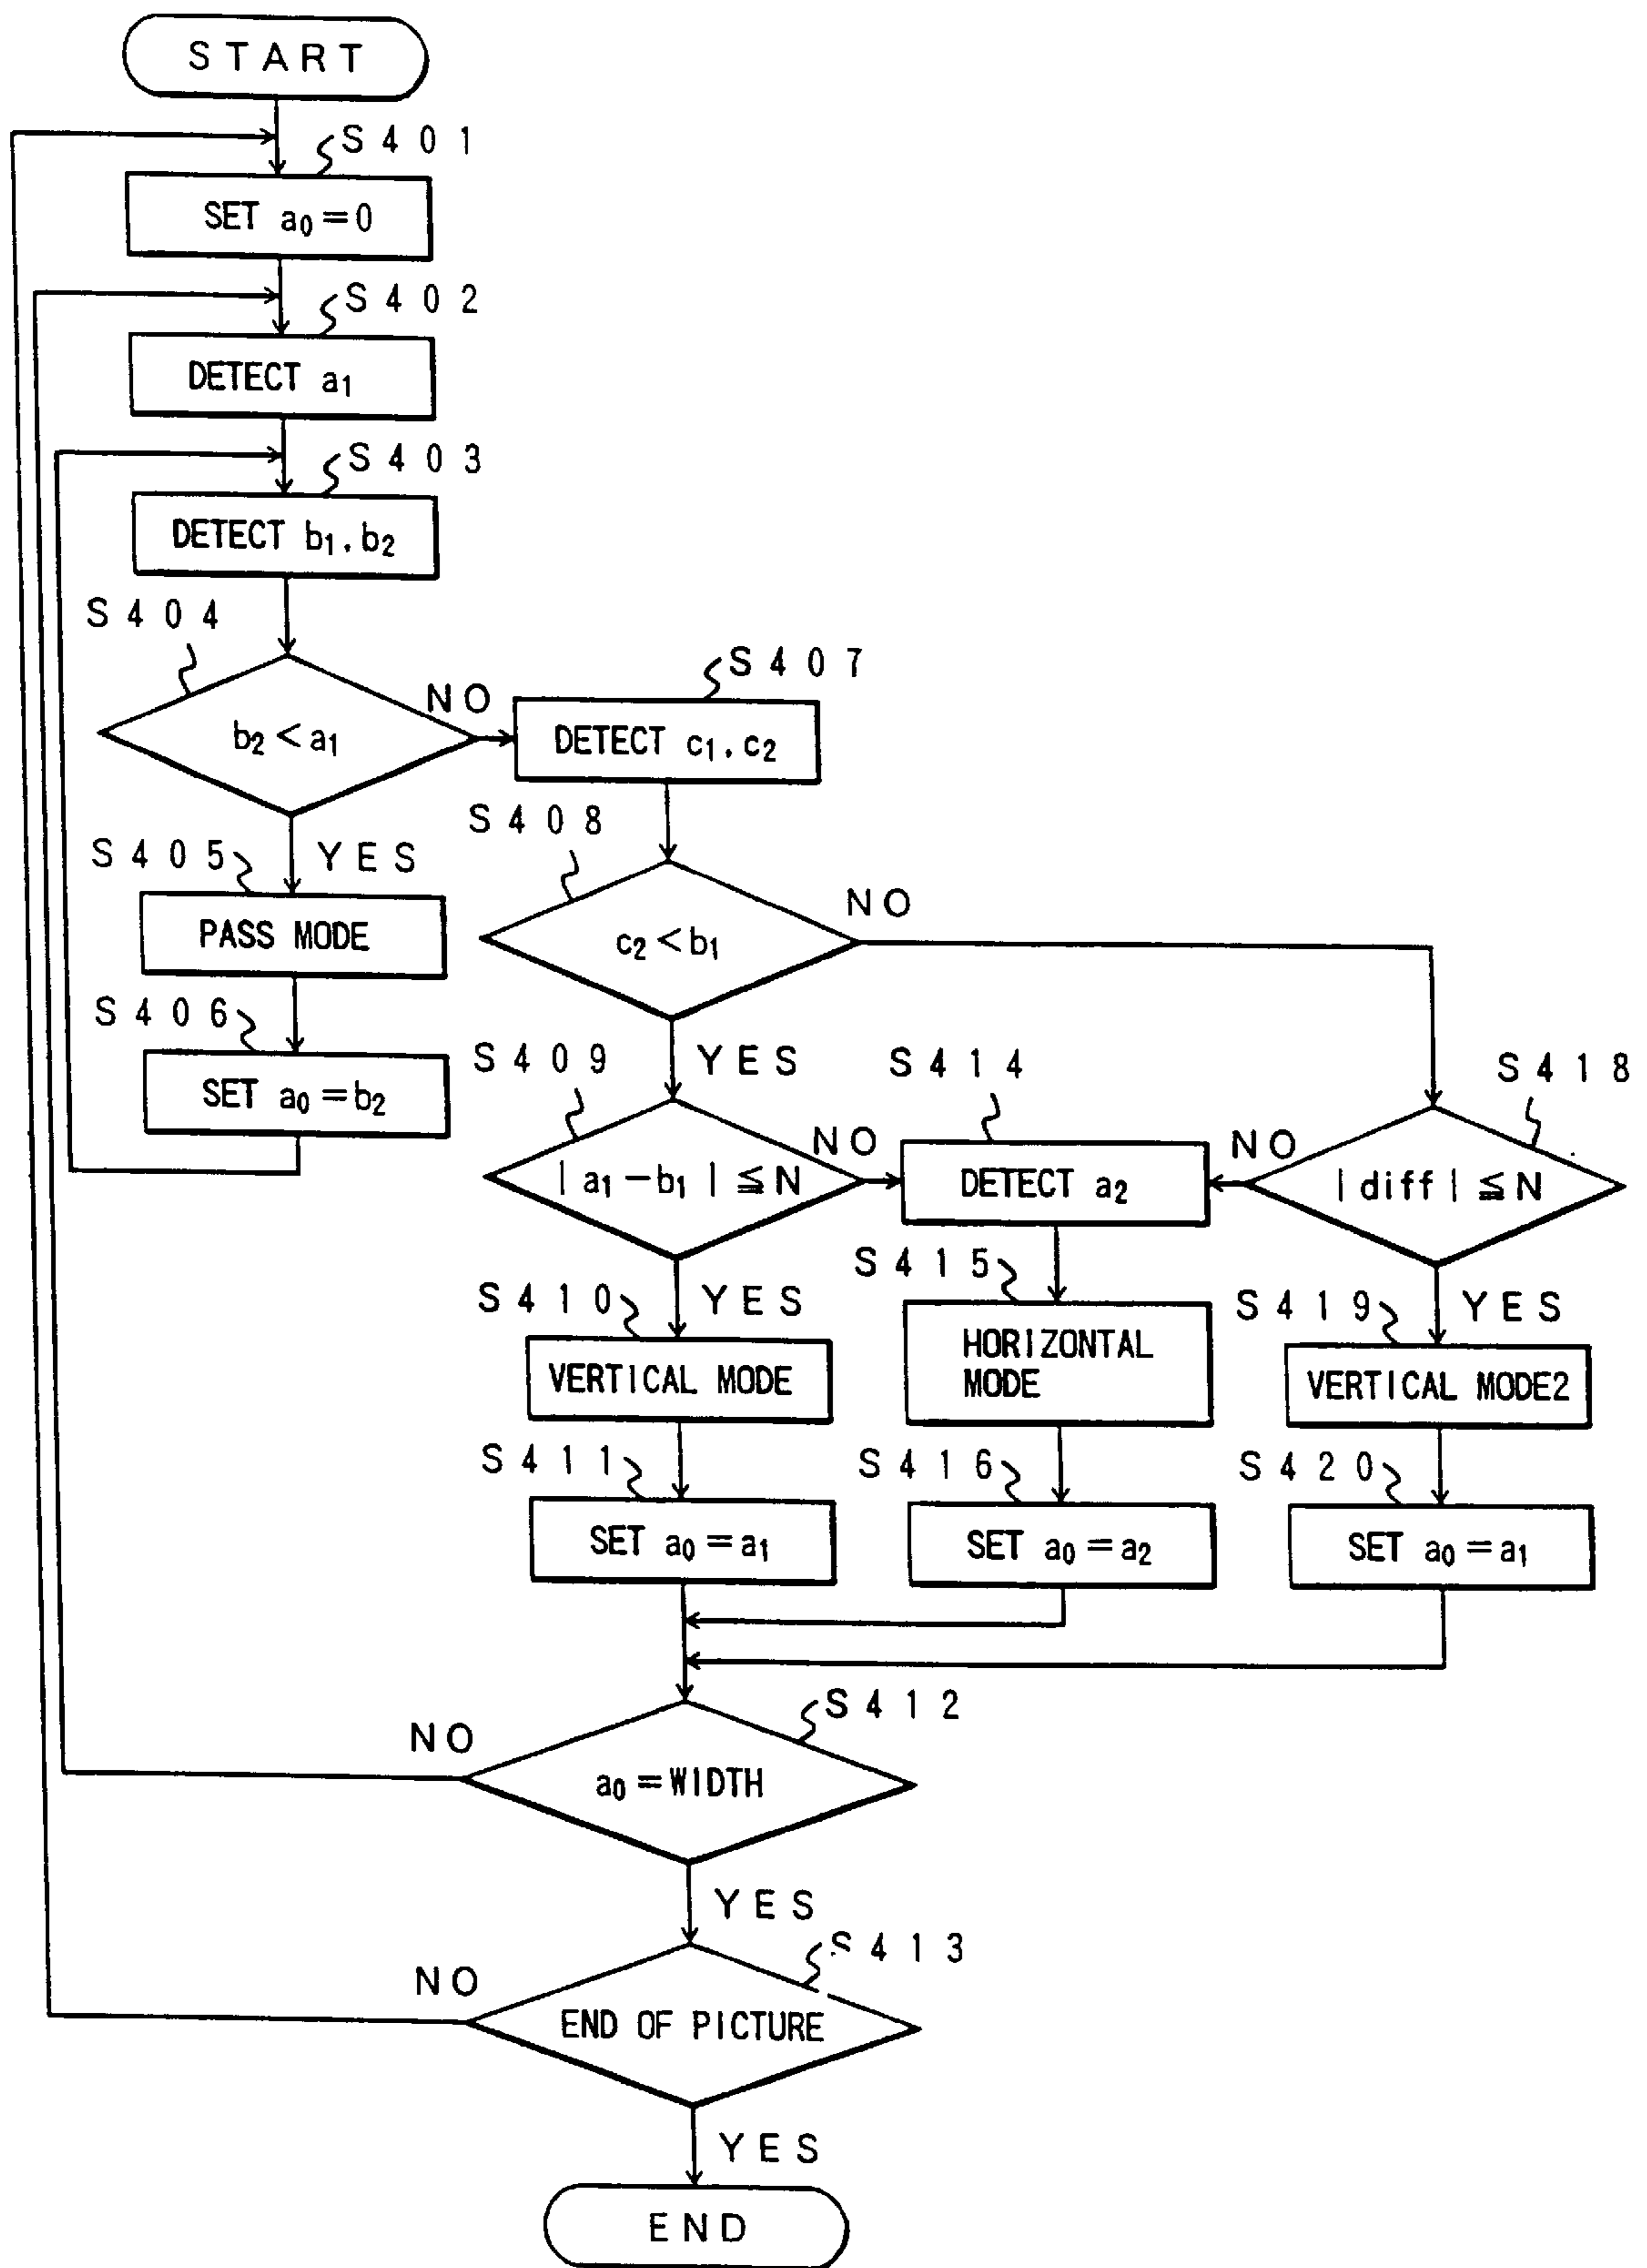 START
S401
SET a₀=0
S402
DETECT a₁
S403
DETECT b₁,b₂
S404
b₂<a₁
NO
YES
S405
PASS MODE
S406
SET a₀=b₂
S407
DETECT c₁,c₂
S408
c₂<b₁
NO
YES
S409
|a₁−b₁|≦N
NO
YES
S410
VERTICAL MODE
S411
SET a₀=a₁
S414
DETECT a₂
S415
HORIZONTAL
MODE
S416
SET a₀=a₂
S418
|diff|≦N
NO
YES
S419
VERTICAL MODE2
S420
SET a₀=a₁
S412
a₀=WIDTH
NO
YES
S413
END OF PICTURE
NO
YES
END